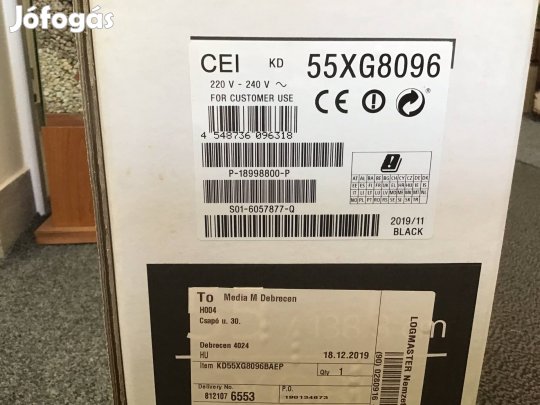 Jófogás
CEI KD 55XG8096
220 V - 240 V ~
FOR CUSTOMER USE
4 548736 096318
P-18998800-P
S01-6057877-Q
2019/11
BLACK
To Media M Debrecen
H004
Csapó u. 30.
Debrecen 4024
HU 18.12.2019
Item KD55XG8096BAEP
Qty 1
Delivery No. P.O.
812107 6553 190134873
LOGMASTER Nemzet